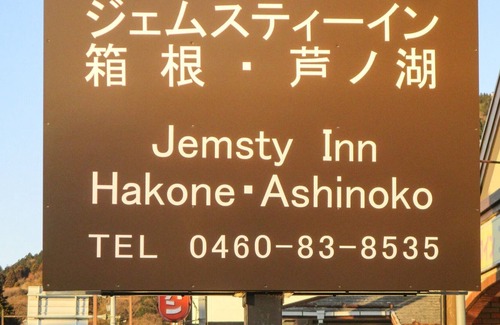 ジェムスティーイン
箱根・芦ノ湖
Jemsty Inn
Hakone・Ashinoko
TEL 0460-83-8535